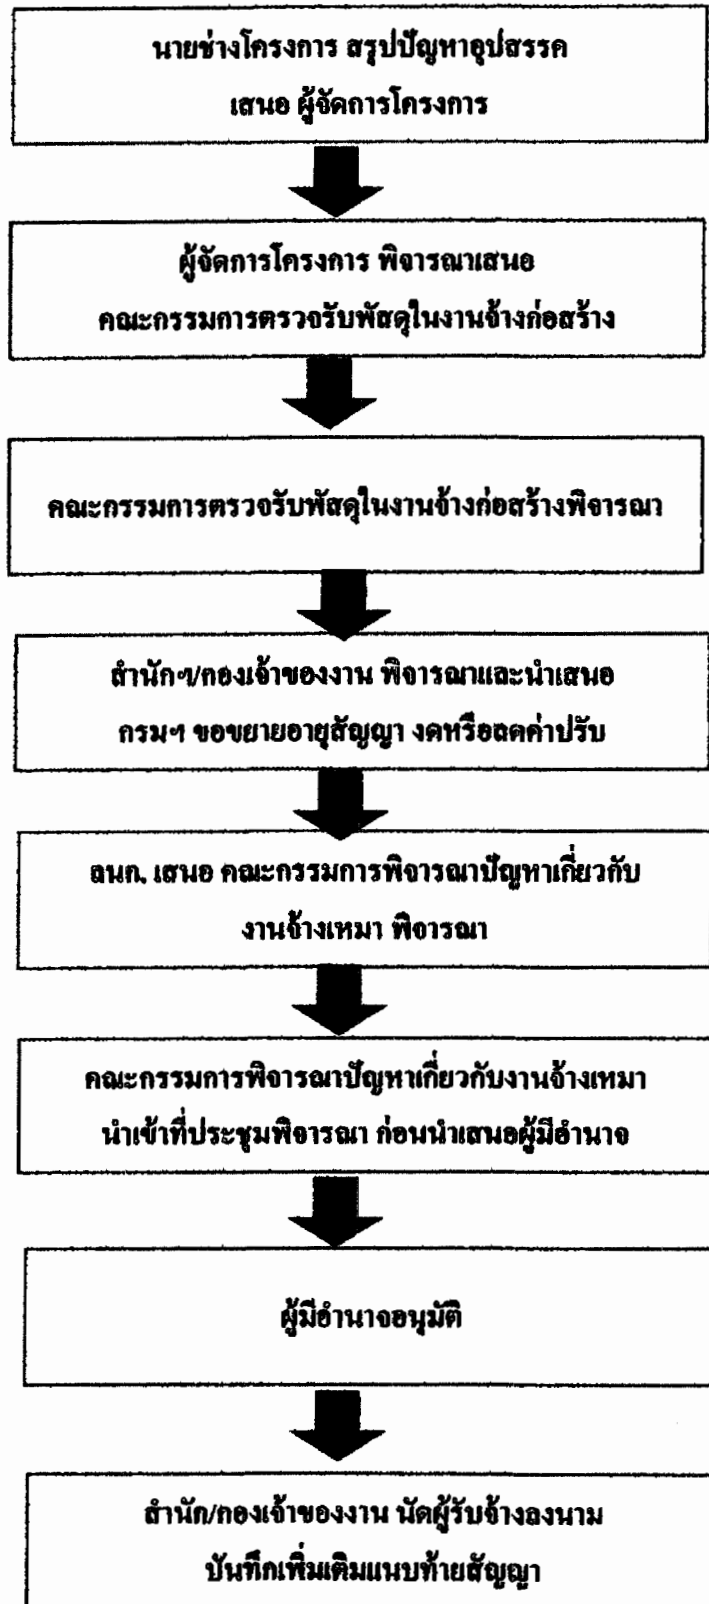 นายช่างโครงการ สรุปปัญหาอุปสรรค
เสนอ ผู้จัดการโครงการ
ผู้จัดการโครงการ พิจารณาเสนอ
คณะกรรมการตรวจรับพัสดุในงานจ้างก่อสร้าง
คณะกรรมการตรวจรับพัสดุในงานจ้างก่อสร้างพิจารณา
สำนักฯ/กองเจ้าของงาน พิจารณาและนำเสนอ
กรมฯ ขอขยายอายุสัญญา งดหรือลดค่าปรับ
ลนก. เสนอ คณะกรรมการพิจารณาปัญหาเกี่ยวกับ
งานจ้างเหมา พิจารณา
คณะกรรมการพิจารณาปัญหาเกี่ยวกับงานจ้างเหมา
นำเข้าที่ประชุมพิจารณา ก่อนนำเสนอผู้มีอำนาจ
ผู้มีอำนาจอนุมัติ
สำนัก/กองเจ้าของงาน นัดผู้รับจ้างลงนาม
บันทึกเพิ่มเติมแนบท้ายสัญญา